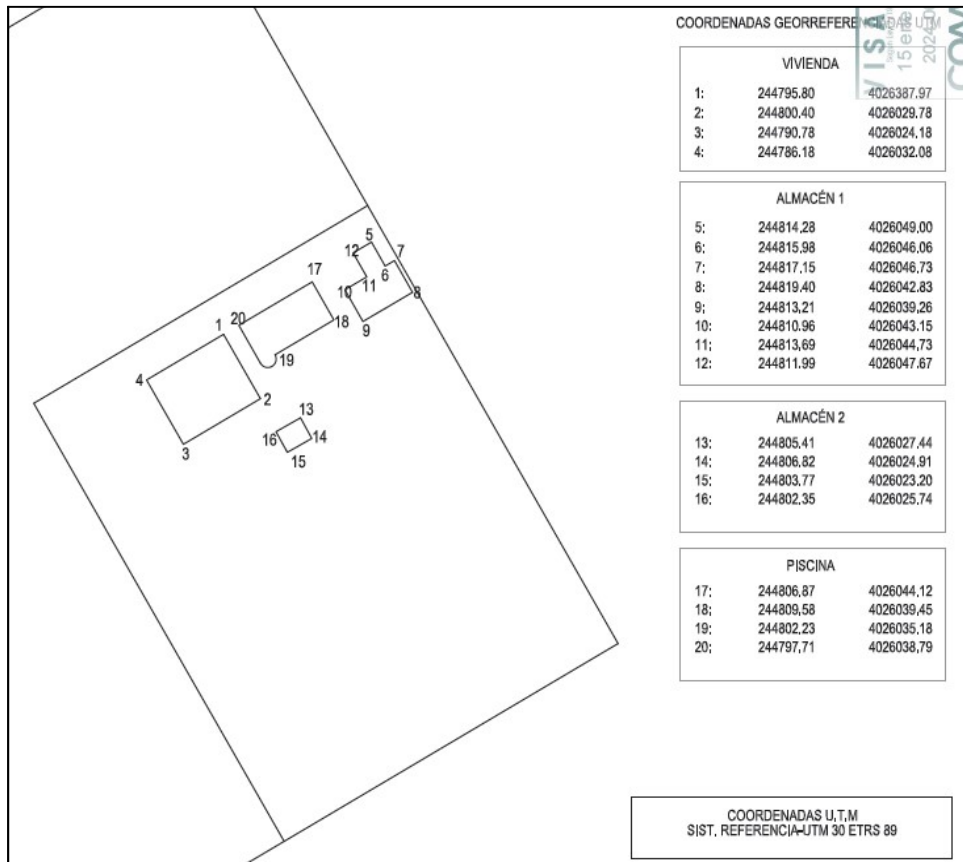 COORDENADAS GEORREFERENCIADAS U,T,M
VISA
15 ene
2024
VIVIENDA
1: 244795.80 4026387.97
2: 244800.40 4026029.78
3: 244790.78 4026024.18
4: 244786.18 4026032.08
ALMACÉN 1
5: 244814,28 4026049.00
6: 244815.98 4026046.06
7: 244817.15 4026046.73
8: 244819.40 4026042.83
9: 244813,21 4026039,26
10: 244810.96 4026043.15
11: 244813,69 4026044,73
12: 244811.99 4026047.67
ALMACÉN 2
13: 244805.41 4026027.44
14: 244806,82 4026024,91
15: 244803.77 4026023.20
16: 244802,35 4026025,74
PISCINA
17: 244806,87 4026044,12
18: 244809,58 4026039,45
19: 244802,23 4026035,18
20: 244797,71 4026038,79
5
12
7
6
17
11
10
8
20
18
9
1
19
4
2
13
16
14
3
15
COORDENADAS U,T,M
SIST, REFERENCIA-UTM 30 ETRS 89